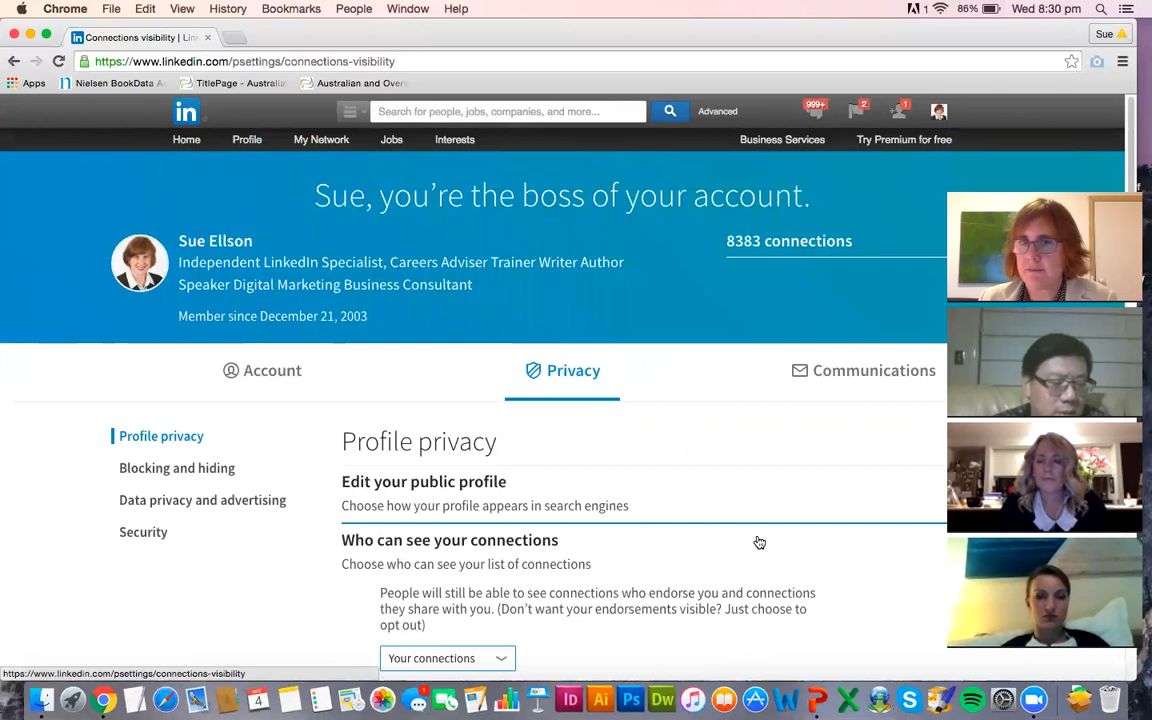 Chrome File Edit View History Bookmarks People Window Help
1 86% Wed 8:30 pm
Connections visibility | Lin
Sue
https://www.linkedin.com/psettings/connections-visibility
Apps Nielsen BookData A TitlePage - Australia Australian and Over
in Search for people, jobs, companies, and more... Advanced 999+ 2 1
Home Profile My Network Jobs Interests Business Services Try Premium for free
Sue, you're the boss of your account.
Sue Ellson 8383 connections
Independent LinkedIn Specialist, Careers Adviser Trainer Writer Author
Speaker Digital Marketing Business Consultant
Member since December 21, 2003
Account Privacy Communications
Profile privacy
Blocking and hiding
Data privacy and advertising
Security
Profile privacy
Edit your public profile
Choose how your profile appears in search engines
Who can see your connections
Choose who can see your list of connections
People will still be able to see connections who endorse you and connections
they share with you. (Don't want your endorsements visible? Just choose to
opt out)
Your connections
https://www.linkedin.com/psettings/connections-visibility
4 1 Id Ai Ps Dw